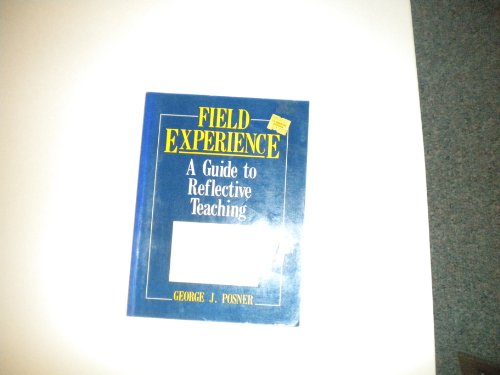 FIELD
EXPERIENCE
A Guide to
Reflective
Teaching
GEORGE J. POSNER